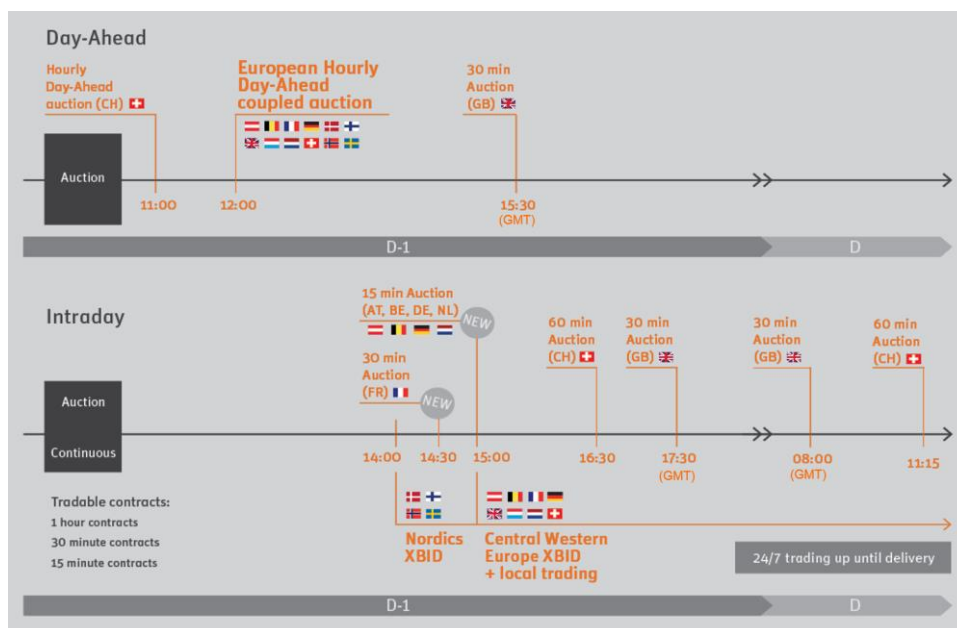 Day-Ahead
Hourly
Day-Ahead
auction (CH)
European Hourly
Day-Ahead
coupled auction
30 min
Auction
(GB)
Auction
11:00
12:00
15:30
(GMT)
D-1
D
Intraday
15 min Auction
(AT, BE, DE, NL)
NEW
30 min
Auction
(FR)
NEW
60 min
Auction
(CH)
30 min
Auction
(GB)
30 min
Auction
(GB)
60 min
Auction
(CH)
Auction
Continuous
14:00
14:30
15:00
16:30
17:30
(GMT)
08:00
(GMT)
11:15
Tradable contracts:
1 hour contracts
30 minute contracts
15 minute contracts
Nordics
XBID
Central Western
Europe XBID
+ local trading
24/7 trading up until delivery
D-1
D